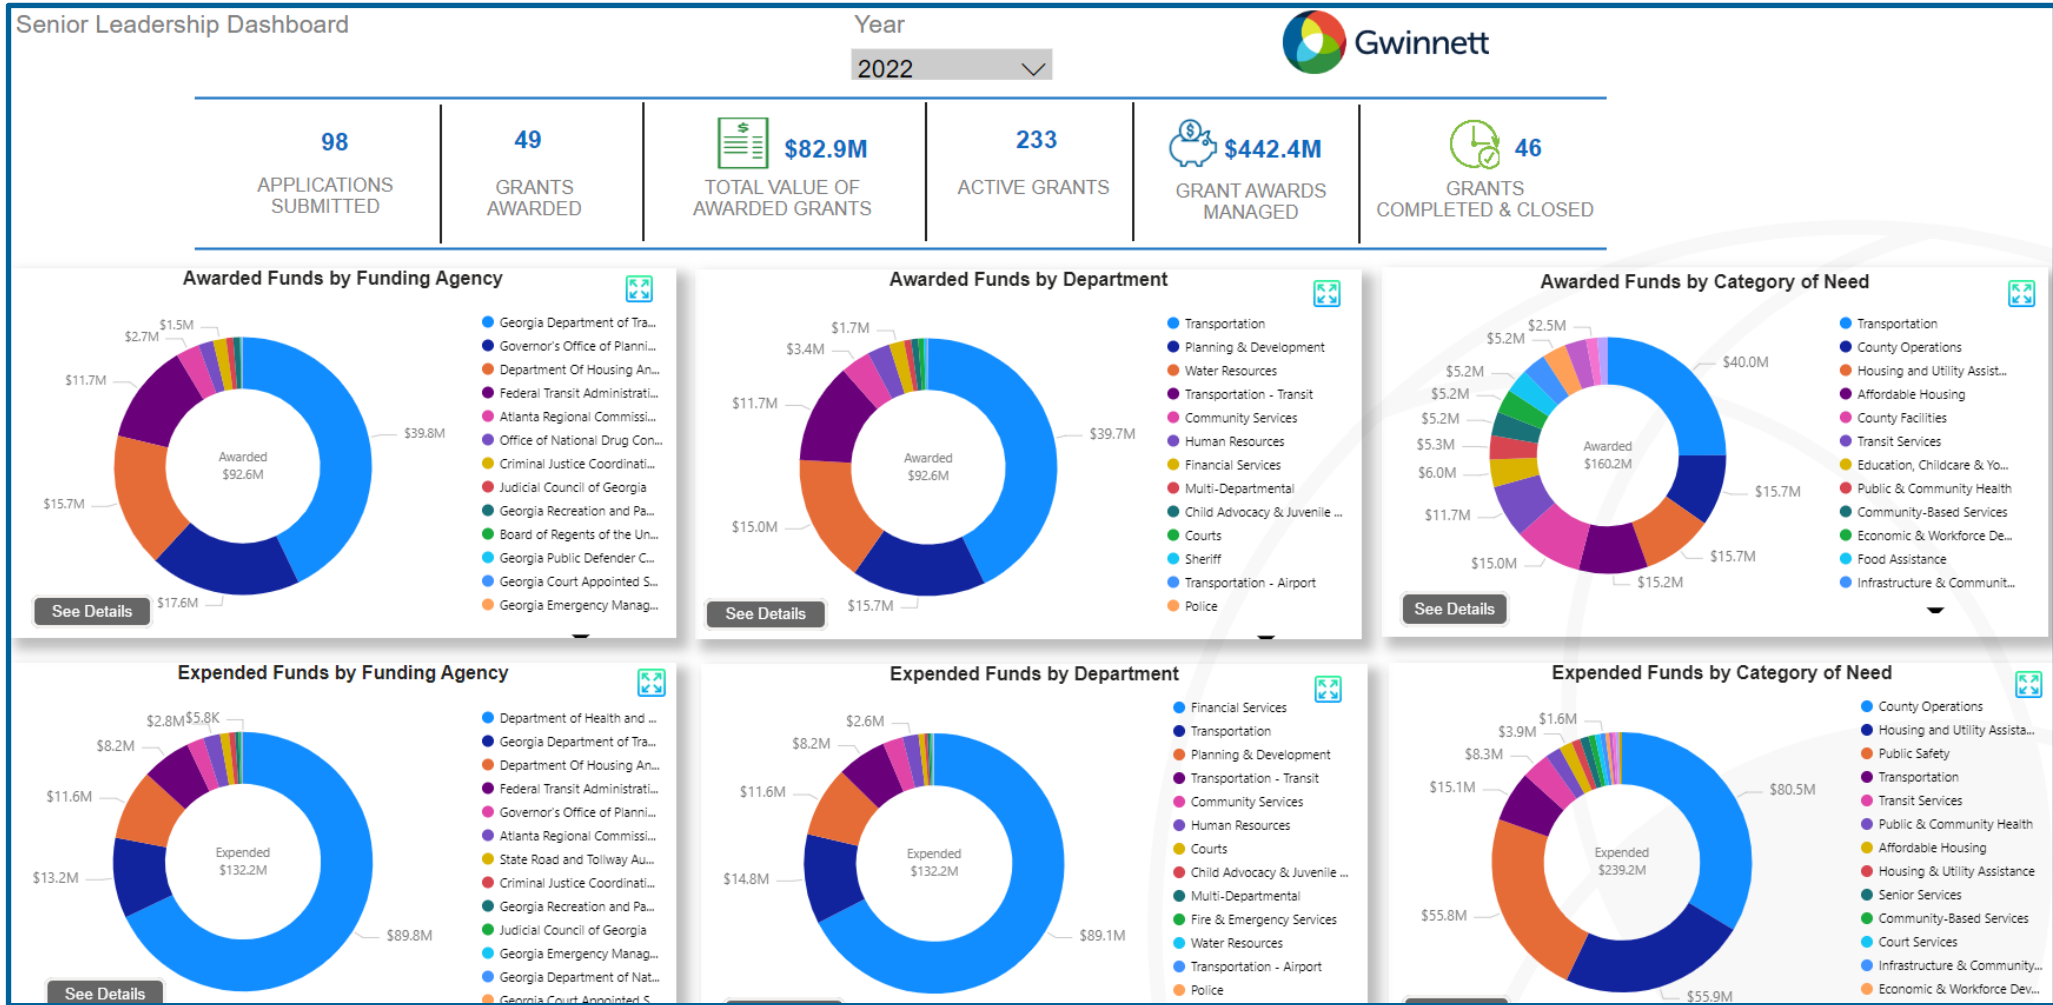 Senior Leadership Dashboard
Year
2022
Gwinnett
98
APPLICATIONS
SUBMITTED
49
GRANTS
AWARDED
$82.9M
TOTAL VALUE OF
AWARDED GRANTS
233
ACTIVE GRANTS
$442.4M
GRANT AWARDS
MANAGED
46
GRANTS
COMPLETED & CLOSED
Awarded Funds by Funding Agency
$1.5M
$2.7M
$11.7M
$39.8M
Awarded
$92.6M
$15.7M
$17.6M
See Details
Georgia Department of Tra...
Governor's Office of Planni...
Department Of Housing An...
Federal Transit Administrati...
Atlanta Regional Commissi...
Office of National Drug Con...
Criminal Justice Coordinati...
Judicial Council of Georgia
Georgia Recreation and Pa...
Board of Regents of the Un...
Georgia Public Defender C...
Georgia Court Appointed S...
Georgia Emergency Manag...
Awarded Funds by Department
$1.7M
$3.4M
$11.7M
$39.7M
Awarded
$92.6M
$15.0M
$15.7M
See Details
Transportation
Planning & Development
Water Resources
Transportation - Transit
Community Services
Human Resources
Financial Services
Multi-Departmental
Child Advocacy & Juvenile ...
Courts
Sheriff
Transportation - Airport
Police
Awarded Funds by Category of Need
$2.5M
$5.2M
$40.0M
$5.2M
$5.2M
$5.2M
$5.3M
Awarded
$160.2M
$6.0M
$15.7M
$11.7M
$15.7M
$15.0M
$15.2M
See Details
Transportation
County Operations
Housing and Utility Assist...
Affordable Housing
County Facilities
Transit Services
Education, Childcare & Yo...
Public & Community Health
Community-Based Services
Economic & Workforce De...
Food Assistance
Infrastructure & Communit...
Expended Funds by Funding Agency
$2.8M $5.8K
$8.2M
$11.6M
Expended
$132.2M
$13.2M
$89.8M
See Details
Department of Health and ...
Georgia Department of Tra...
Department Of Housing An...
Federal Transit Administrati...
Governor's Office of Planni...
Atlanta Regional Commissi...
State Road and Tollway Au...
Criminal Justice Coordinati...
Georgia Recreation and Pa...
Judicial Council of Georgia
Georgia Emergency Manag...
Georgia Department of Nat...
Georgia Court Appointed S...
Expended Funds by Department
$2.6M
$8.2M
$11.6M
Expended
$132.2M
$14.8M
$89.1M
Financial Services
Transportation
Planning & Development
Transportation - Transit
Community Services
Human Resources
Courts
Child Advocacy & Juvenile ...
Multi-Departmental
Fire & Emergency Services
Water Resources
Transportation - Airport
Police
Expended Funds by Category of Need
$1.6M
$3.9M
$8.3M
$15.1M
$80.5M
Expended
$239.2M
$55.8M
$55.9M
County Operations
Housing and Utility Assista...
Public Safety
Transportation
Transit Services
Public & Community Health
Affordable Housing
Housing & Utility Assistance
Senior Services
Community-Based Services
Court Services
Infrastructure & Community...
Economic & Workforce Dev...